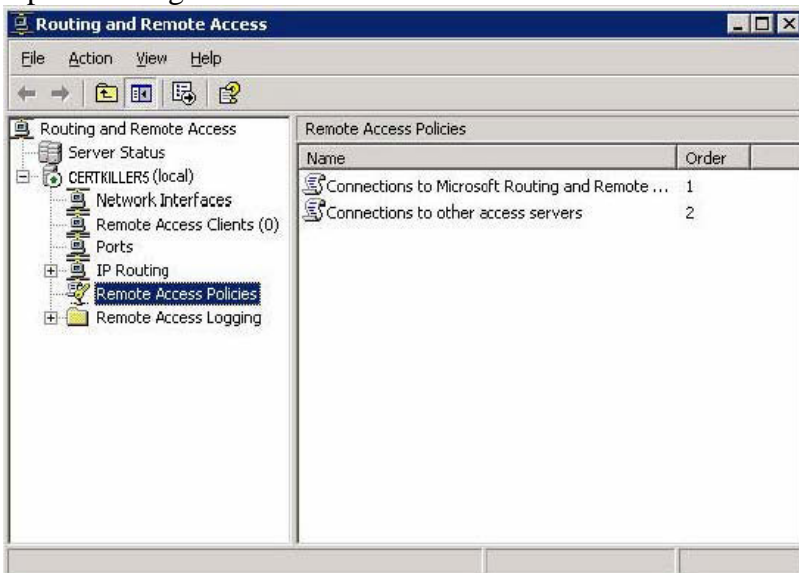 Routing and Remote Access
File Action View Help
Routing and Remote Access
Server Status
CERTKILLER5 (local)
Network Interfaces
Remote Access Clients (0)
Ports
IP Routing
Remote Access Policies
Remote Access Logging
Remote Access Policies
Name Order
Connections to Microsoft Routing and Remote ... 1
Connections to other access servers 2